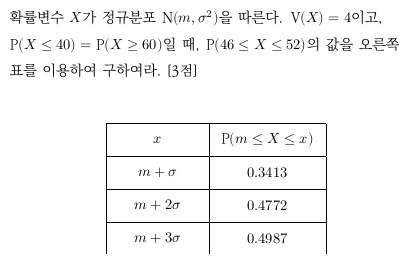 확률변수 X가 정규분포 N(m, σ²)을 따른다. V(X) = 4이고,
P(X ≤ 40) = P(X ≥ 60)일 때, P(46 ≤ X ≤ 52)의 값을 오른쪽
표를 이용하여 구하여라. [3점]
x P(m ≤ X ≤ x)
m + σ 0.3413
m + 2σ 0.4772
m + 3σ 0.4987